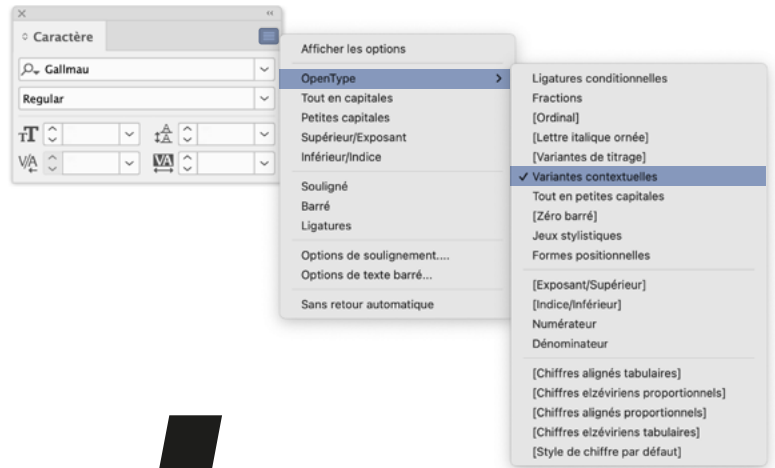 Caractère
Gallmau
Regular
Afficher les options
OpenType
Tout en capitales
Petites capitales
Supérieur/Exposant
Inférieur/Indice
Souligné
Barré
Ligatures
Options de soulignement....
Options de texte barré...
Sans retour automatique
Ligatures conditionnelles
Fractions
[Ordinal]
[Lettre italique ornée]
[Variantes de titrage]
✓ Variantes contextuelles
Tout en petites capitales
[Zéro barré]
Jeux stylistiques
Formes positionnelles
[Exposant/Supérieur]
[Indice/Inférieur]
Numérateur
Dénominateur
[Chiffres alignés tabulaires]
[Chiffres elzéviriens proportionnels]
[Chiffres alignés proportionnels]
[Chiffres elzéviriens tabulaires]
[Style de chiffre par défaut]